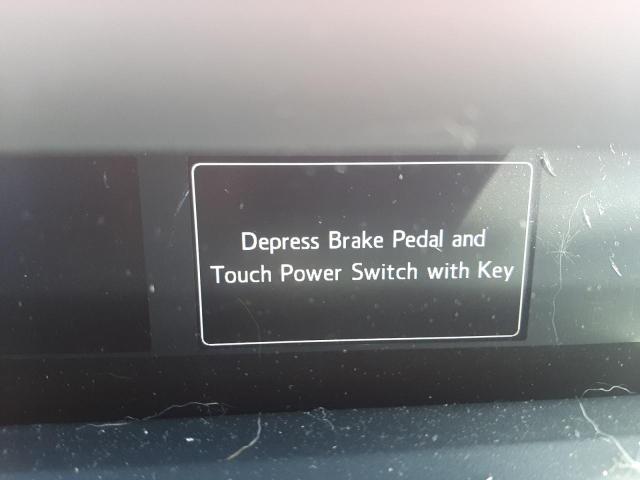 Depress Brake Pedal and
Touch Power Switch with Key